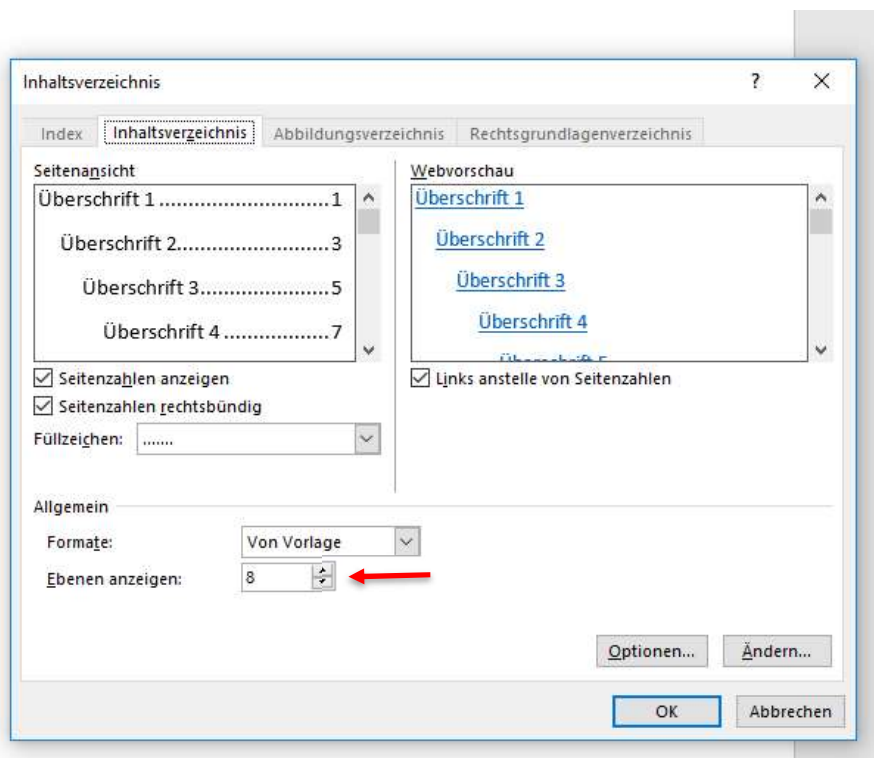 Inhaltsverzeichnis ?
Index Inhaltsverzeichnis Abbildungsverzeichnis Rechtsgrundlagenverzeichnis
Seitenansicht
Überschrift 1.............................1
Überschrift 2..........................3
Überschrift 3......................5
Überschrift 4..................7
Seitenzahlen anzeigen
Seitenzahlen rechtsbündig
Füllzeichen: .......
Webvorschau
Überschrift 1
Überschrift 2
Überschrift 3
Überschrift 4
Links anstelle von Seitenzahlen
Allgemein
Formate: Von Vorlage
Ebenen anzeigen: 8
Optionen... Ändern...
OK Abbrechen